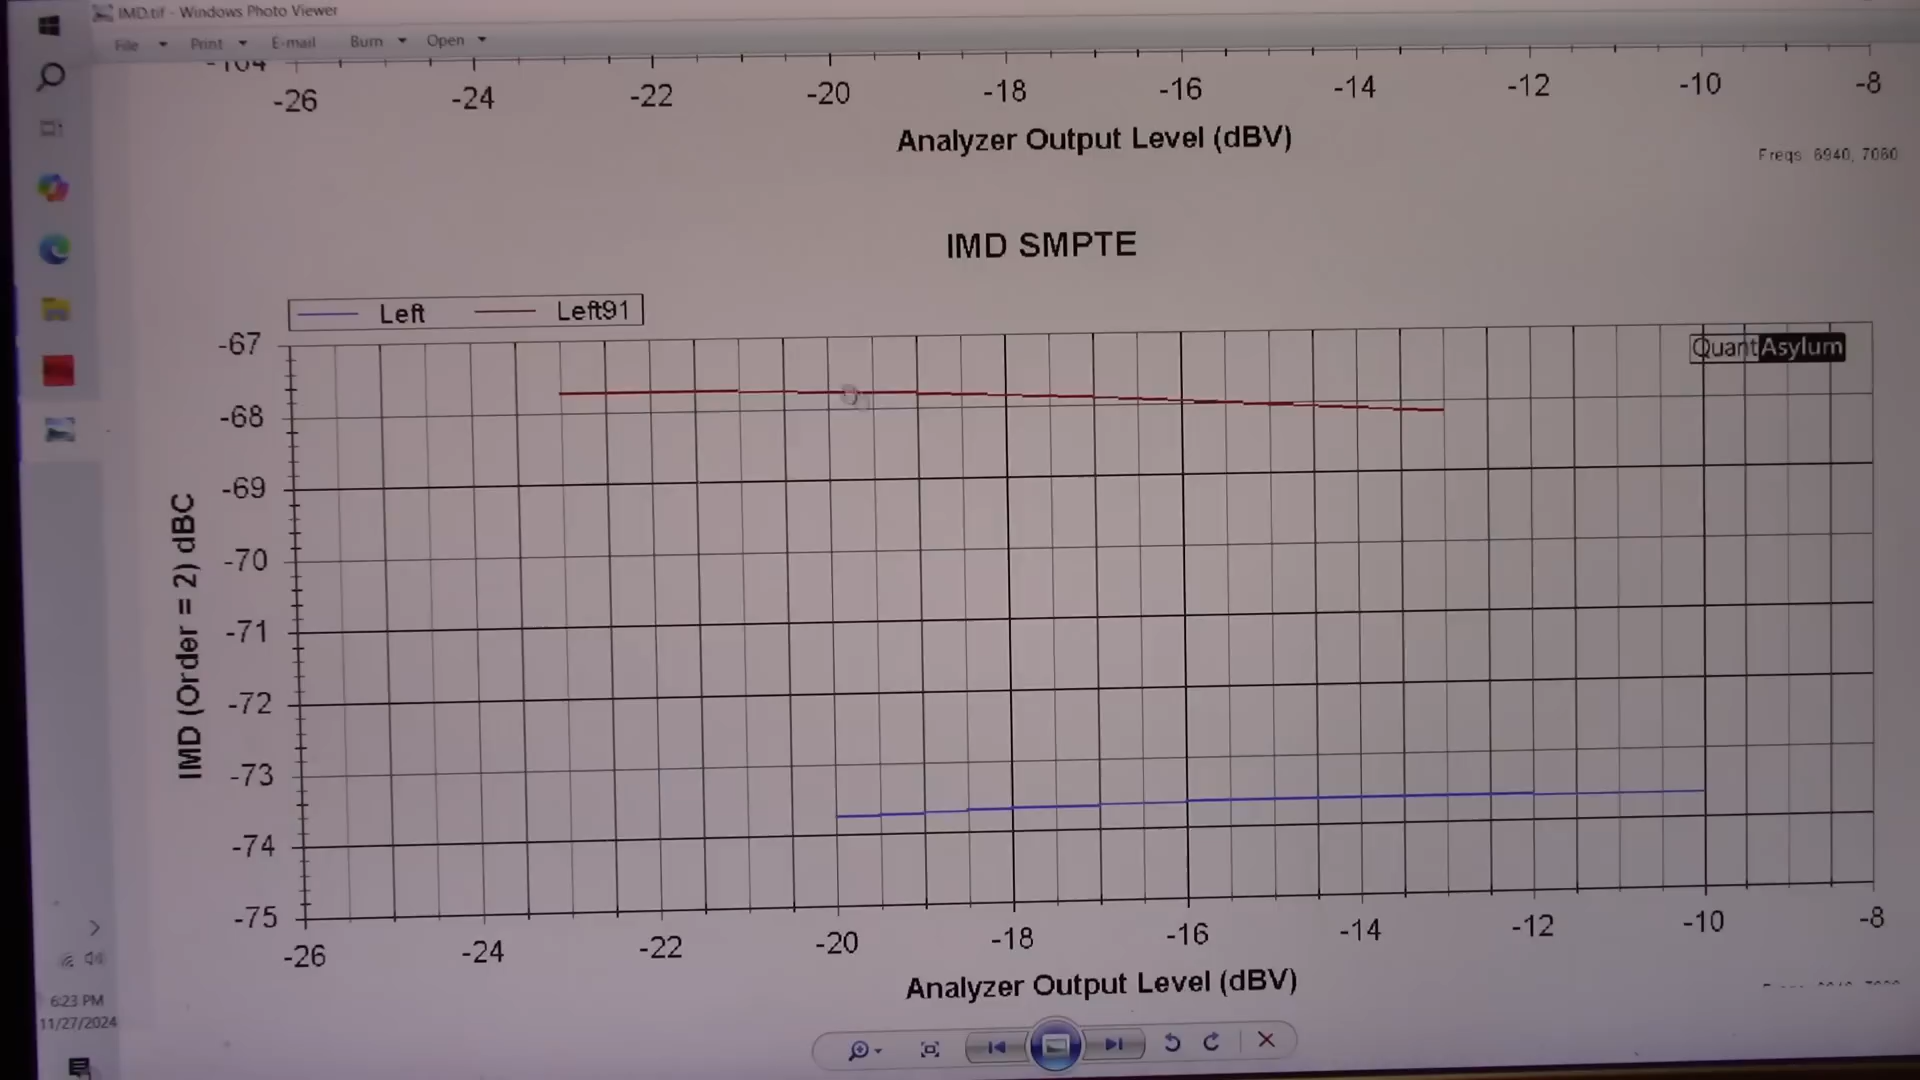 IMD.tif - Windows Photo Viewer
File Print E-mail Burn Open
-104
-26 -24 -22 -20 -18 -16 -14 -12 -10 -8
Analyzer Output Level (dBV)
Freqs 6940, 7060
IMD SMPTE
Left Left91
QuantAsylum
-67
-68
-69
-70
-71
-72
-73
-74
-75
IMD (Order = 2) dBC
-26 -24 -22 -20 -18 -16 -14 -12 -10 -8
Analyzer Output Level (dBV)
6:23 PM
11/27/2024